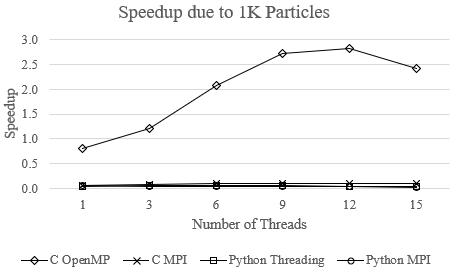 Speedup due to 1K Particles
3.0
2.5
2.0
1.5
1.0
0.5
0.0
Speedup
1 3 6 9 12 15
Number of Threads
C OpenMP C MPI Python Threading Python MPI